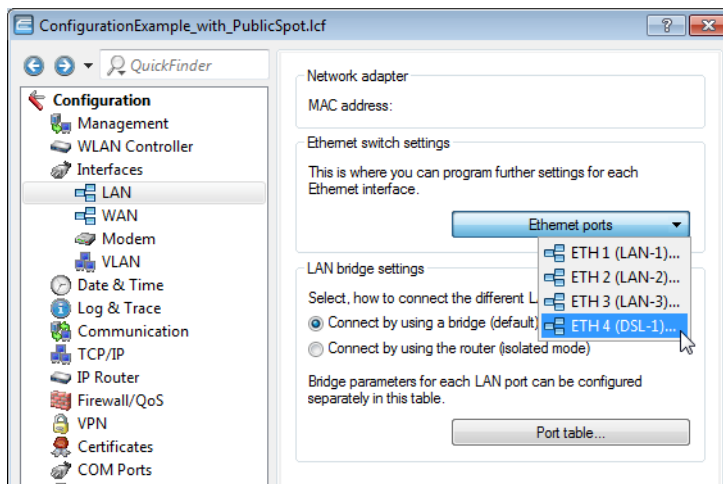 ConfigurationExample_with_PublicSpot.lcf
QuickFinder
Configuration
Management
WLAN Controller
Interfaces
LAN
WAN
Modem
VLAN
Date & Time
Log & Trace
Communication
TCP/IP
IP Router
Firewall/QoS
VPN
Certificates
COM Ports
Network adapter
MAC address:
Ethernet switch settings
This is where you can program further settings for each
Ethernet interface.
Ethernet ports
ETH 1 (LAN-1)...
ETH 2 (LAN-2)...
ETH 3 (LAN-3)...
ETH 4 (DSL-1)...
LAN bridge settings
Select, how to connect the different
Connect by using a bridge (default)
Connect by using the router (isolated mode)
Bridge parameters for each LAN port can be configured
separately in this table.
Port table...